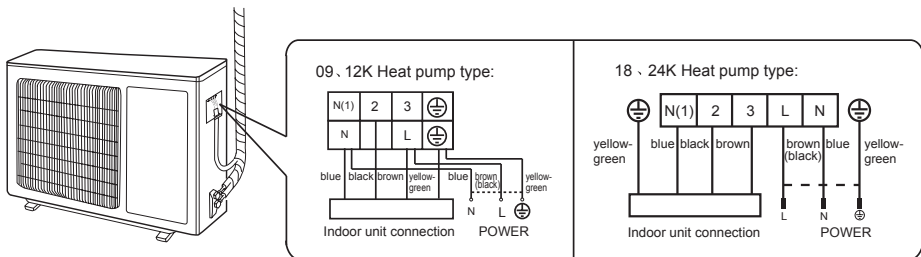 09、12K Heat pump type:
N(1) 2 3
N L
blue black brown yellow-green blue brown (black) yellow-green
N L
Indoor unit connection POWER
18、24K Heat pump type:
N(1) 2 3 L N
yellow-green blue black brown brown (black) blue yellow-green
L N
Indoor unit connection POWER